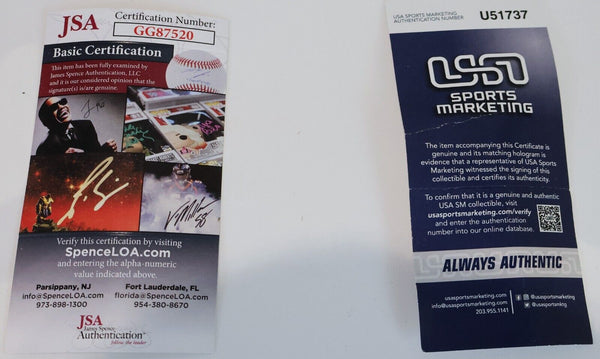 JSA
Certification Number:
GG87520
Basic Certification
This item has been fully examined by
James Spence Authentication, LLC
and it is our considered opinion that the
signature(s) is/are genuine.
Verify this certification by visiting
SpenceLOA.com
and entering the alpha-numeric
value indicated above.
Parsippany, NJ
info@SpenceLOA.com
973-898-1300
Fort Lauderdale, FL
florida@SpenceLOA.com
954-380-8670
JSA
James Spence
Authentication
follow the leader
USA SPORTS MARKETING
AUTHENTICATION NUMBER
U51737
USA
SPORTS
MARKETING
The item accompanying this Certificate is
genuine and its matching hologram is
evidence that a representative of USA Sports
Marketing witnessed the signing of this
collectible and certifies its authenticity.
To confirm that it is a genuine and authentic
USA SM collectible, visit
usasportsmarketing.com/verify
and enter the authentication
number into our online database.
ALWAYS AUTHENTIC
usasportsmarketing.com
info@usasportsmarketing.com
203.955.1141
@usasportsmarketing
@usasportsmktg